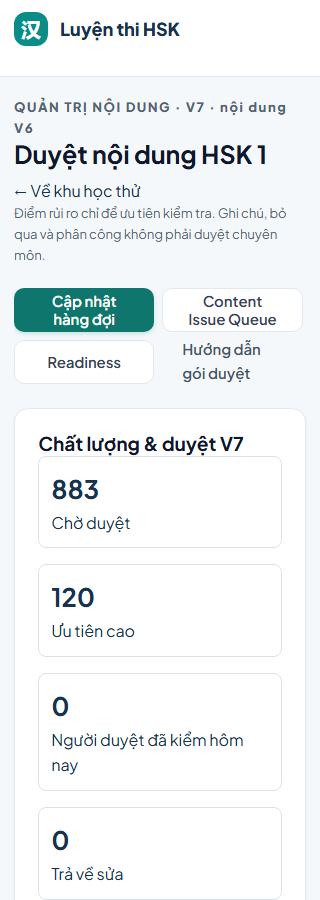 汉 Luyện thi HSK
QUẢN TRỊ NỘI DUNG · V7 · nội dung
V6
Duyệt nội dung HSK 1
← Về khu học thử
Điểm rủi ro chỉ để ưu tiên kiểm tra. Ghi chú, bỏ
qua và phân công không phải duyệt chuyên
môn.
Cập nhật
hàng đợi
Content
Issue Queue
Readiness
Hướng dẫn
gói duyệt
Chất lượng & duyệt V7
883
Chờ duyệt
120
Ưu tiên cao
0
Người duyệt đã kiểm hôm
nay
0
Trả về sửa